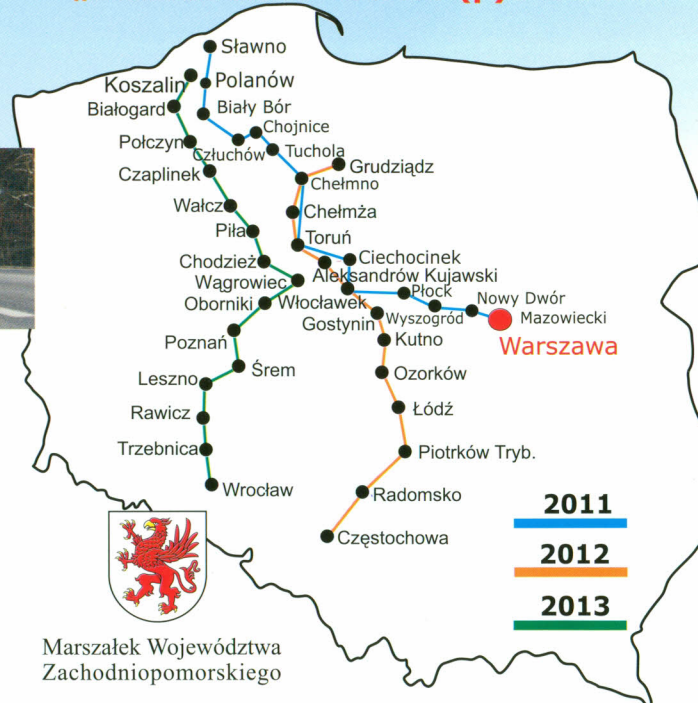 Sławno
Koszalin
Polanów
Białogard
Biały Bór
Chojnice
Połczyn
Człuchów
Tuchola
Czaplinek
Grudziądz
Chełmno
Wałcz
Chełmża
Piła
Toruń
Chodzież
Ciechocinek
Aleksandrów Kujawski
Wągrowiec
Płock
Oborniki
Włocławek
Nowy Dwór
Mazowiecki
Gostynin
Wyszogród
Warszawa
Poznań
Kutno
Śrem
Leszno
Ozorków
Rawicz
Łódź
Trzebnica
Piotrków Tryb.
Wrocław
Radomsko
Częstochowa
2011
2012
2013
Marszałek Województwa
Zachodniopomorskiego